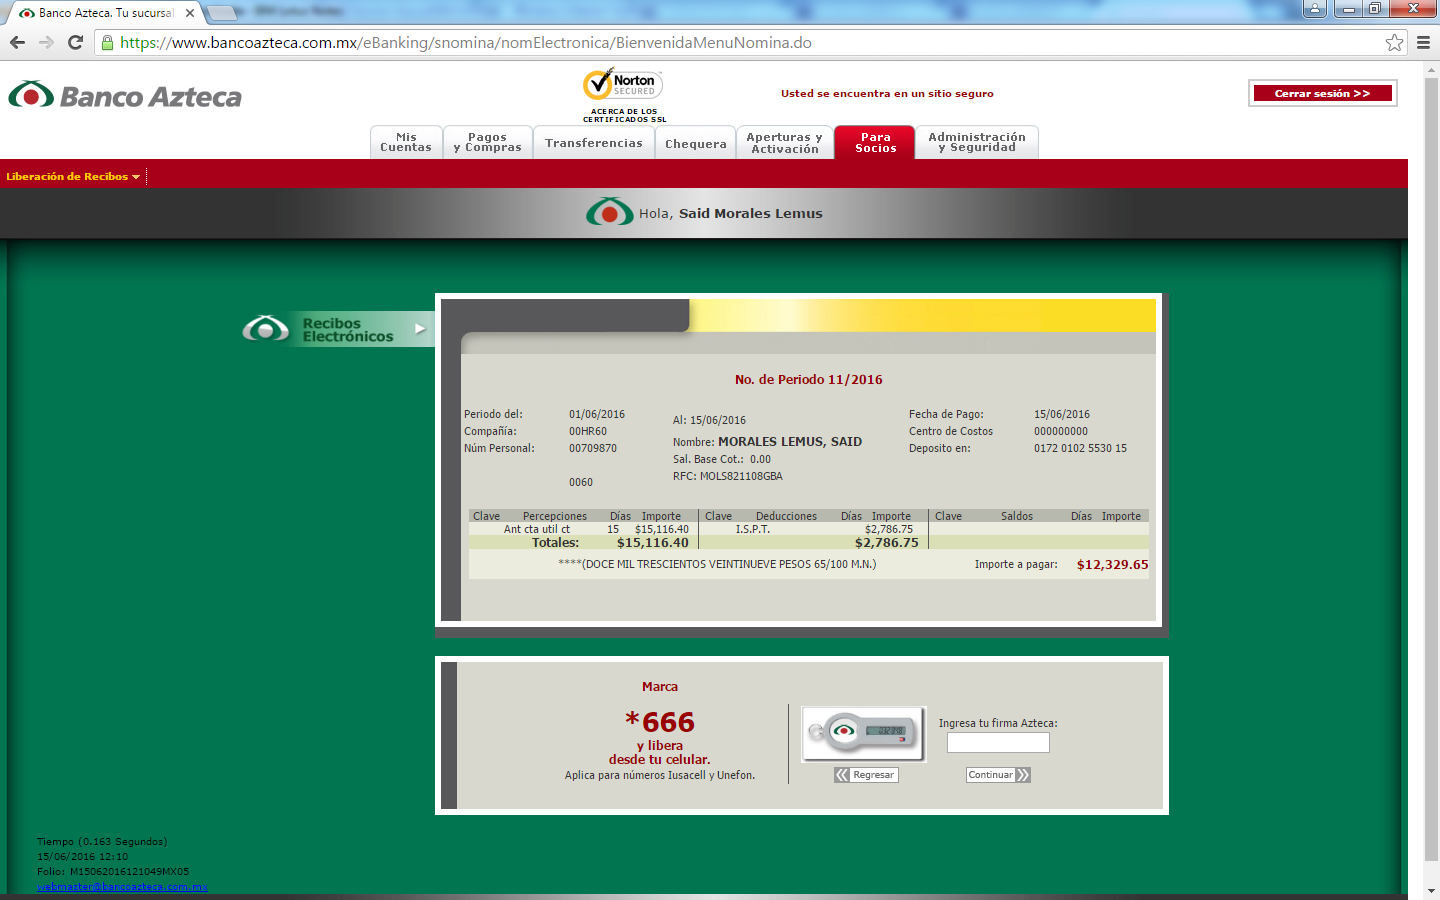 Banco Azteca. Tu sucursal
https://www.bancoazteca.com.mx/eBanking/snomina/nomElectronica/BienvenidaMenuNomina.do
Banco Azteca
Norton
SECURED
ACERCA DE LOS
CERTIFICADOS SSL
Usted se encuentra en un sitio seguro
Cerrar sesión >>
Mis Cuentas
Pagos y Compras
Transferencias
Chequera
Aperturas y Activación
Para Socios
Administración y Seguridad
Liberación de Recibos
Hola, Said Morales Lemus
Recibos
Electrónicos
No. de Periodo 11/2016
Periodo del: 01/06/2016 Al: 15/06/2016 Fecha de Pago: 15/06/2016
Compañía: 00HR60 Nombre: MORALES LEMUS, SAID Centro de Costos 000000000
Núm Personal: 00709870 Sal. Base Cot.: 0.00 Deposito en: 0172 0102 5530 15
0060 RFC: MOLS821108GBA
Clave Percepciones Días Importe Clave Deducciones Días Importe Clave Saldos Días Importe
Ant cta util ct 15 $15,116.40 I.S.P.T. $2,786.75
Totales: $15,116.40 $2,786.75
****(DOCE MIL TRESCIENTOS VEINTINUEVE PESOS 65/100 M.N.) Importe a pagar: $12,329.65
Marca
*666
y libera
desde tu celular.
Aplica para números Iusacell y Unefon.
Ingresa tu firma Azteca:
Regresar
Continuar
Tiempo (0.163 Segundos)
15/06/2016 12:10
Folio: M15062016121049MX05
webmaster@bancoazteca.com.mx